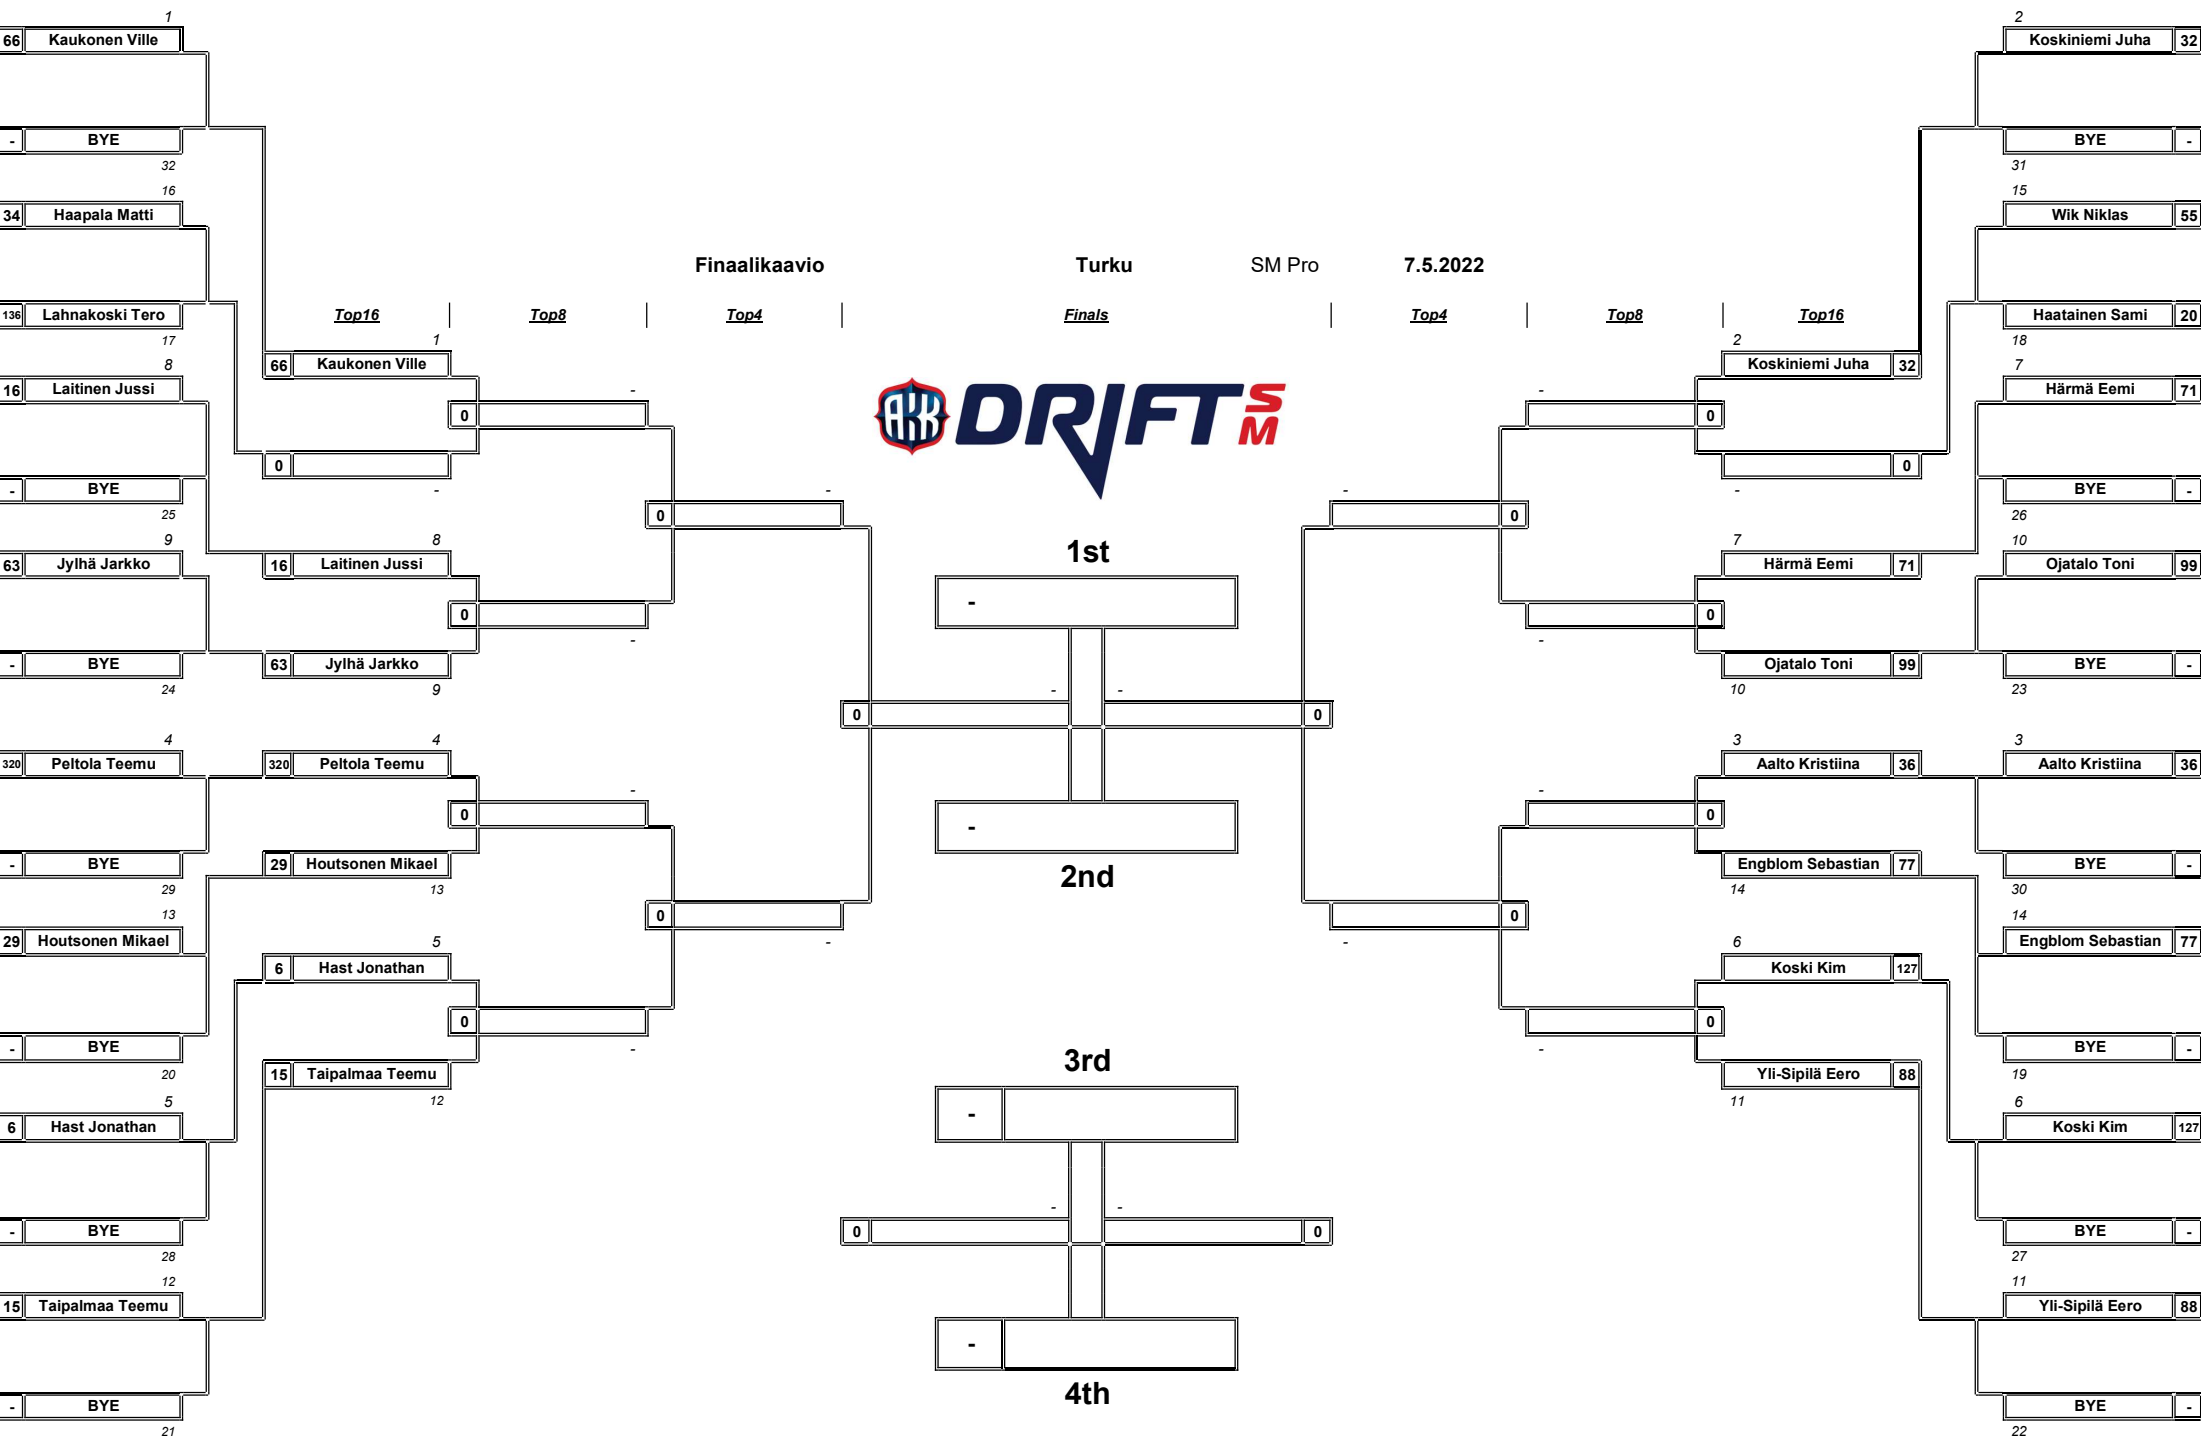 1
66 Kaukonen Ville
- BYE
32
16
34 Haapala Matti
136 Lahnakoski Tero
17
8
16 Laitinen Jussi
- BYE
25
9
63 Jylhä Jarkko
- BYE
24
4
320 Peltola Teemu
- BYE
29
13
29 Houtsonen Mikael
- BYE
20
5
6 Hast Jonathan
- BYE
28
12
15 Taipalmaa Teemu
- BYE
21
Finaalikaavio Turku SM Pro 7.5.2022
Top16 Top8 Top4 Finals Top4 Top8 Top16
1
66 Kaukonen Ville
0
-
8
16 Laitinen Jussi
63 Jylhä Jarkko
9
4
320 Peltola Teemu
29 Houtsonen Mikael
13
5
6 Hast Jonathan
15 Taipalmaa Teemu
12
-
0
0
-
-
0
0
-
-
0
0
-
AKK DRIFT SM
1st
-
- -
0 0
-
2nd
3rd
-
- -
0 0
-
4th
-
0
0
-
-
0
0
-
-
0
0
-
2
Koskiniemi Juha 32
0
-
7
Härmä Eemi 71
Ojatalo Toni 99
10
3
Aalto Kristiina 36
Engblom Sebastian 77
14
6
Koski Kim 127
Yli-Sipilä Eero 88
11
2
Koskiniemi Juha 32
BYE -
31
15
Wik Niklas 55
Haatainen Sami 20
18
7
Härmä Eemi 71
BYE -
26
10
Ojatalo Toni 99
BYE -
23
3
Aalto Kristiina 36
BYE -
30
14
Engblom Sebastian 77
BYE -
19
6
Koski Kim 127
BYE -
27
11
Yli-Sipilä Eero 88
BYE -
22